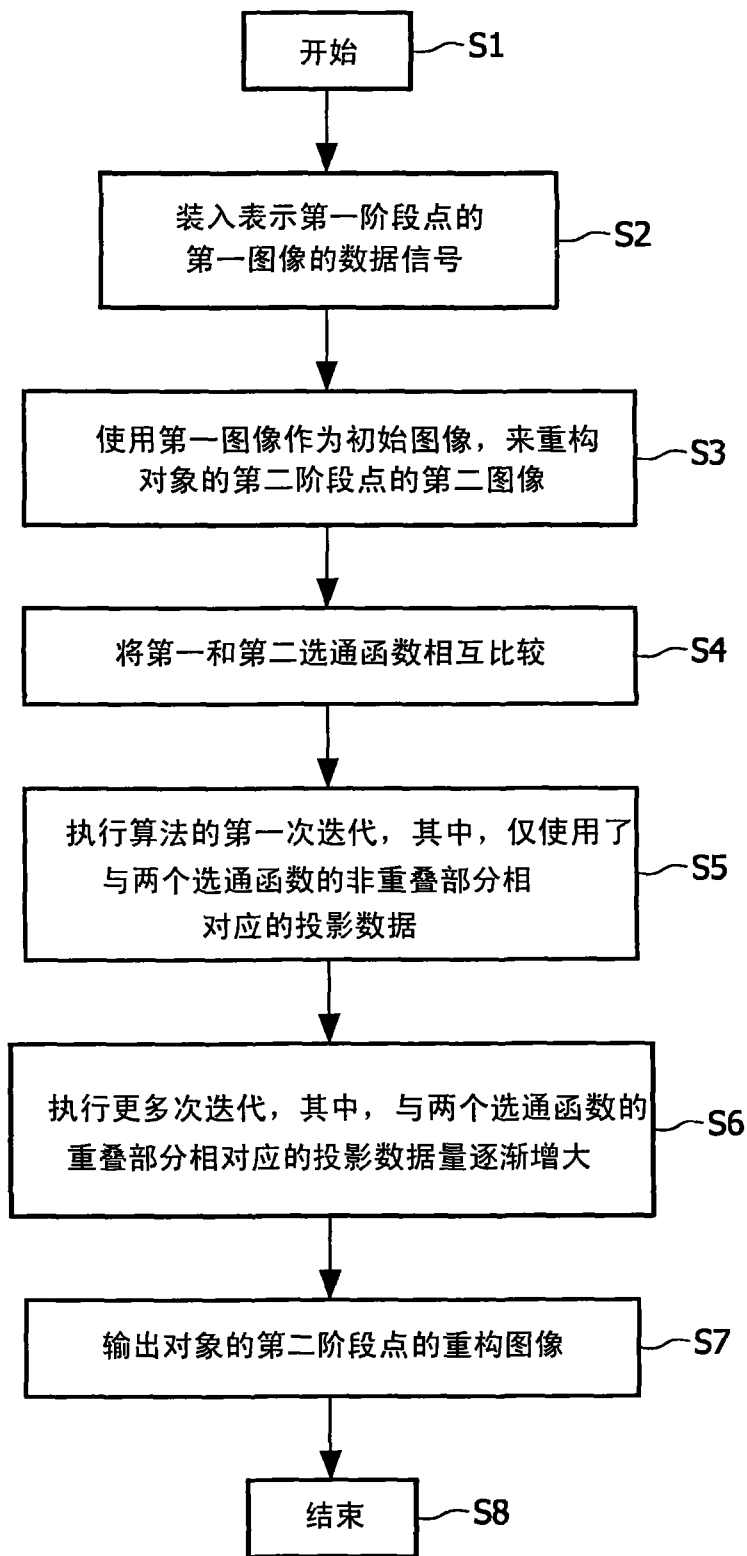 开始
S1
装入表示第一阶段点的
第一图像的数据信号
S2
使用第一图像作为初始图像，来重构
对象的第二阶段点的第二图像
S3
将第一和第二选通函数相互比较
S4
执行算法的第一次迭代，其中，仅使用了
与两个选通函数的非重叠部分相
对应的投影数据
S5
执行更多次迭代，其中，与两个选通函数的
重叠部分相对应的投影数据量逐渐增大
S6
输出对象的第二阶段点的重构图像
S7
结束
S8